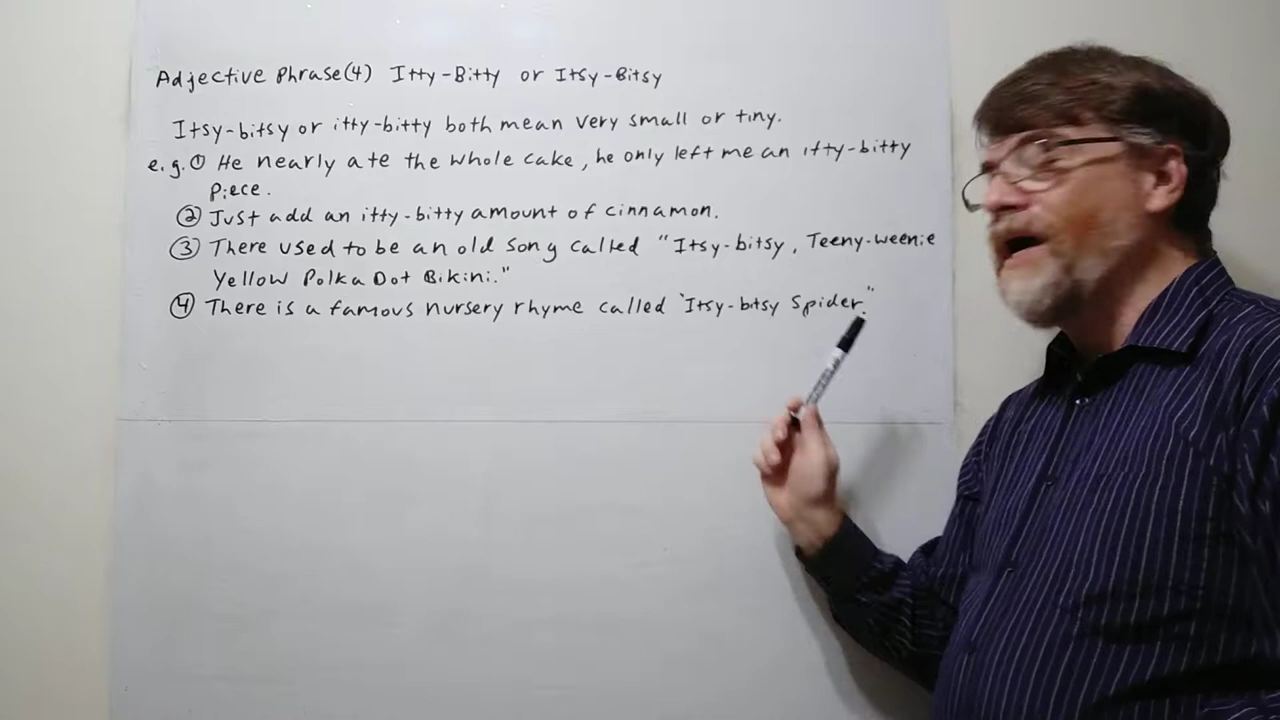 Adjective Phrase(4) Itty-Bitty or Itsy-Bitsy
Itsy-bitsy or itty-bitty both mean very small or tiny.
e.g. ① He nearly ate the whole cake, he only left me an itty-bitty
piece.
② Just add an itty-bitty amount of cinnamon.
③ There used to be an old song called "Itsy-bitsy, Teeny-weenie
Yellow Polka Dot Bikini."
④ There is a famous nursery rhyme called "Itsy-bitsy Spider."